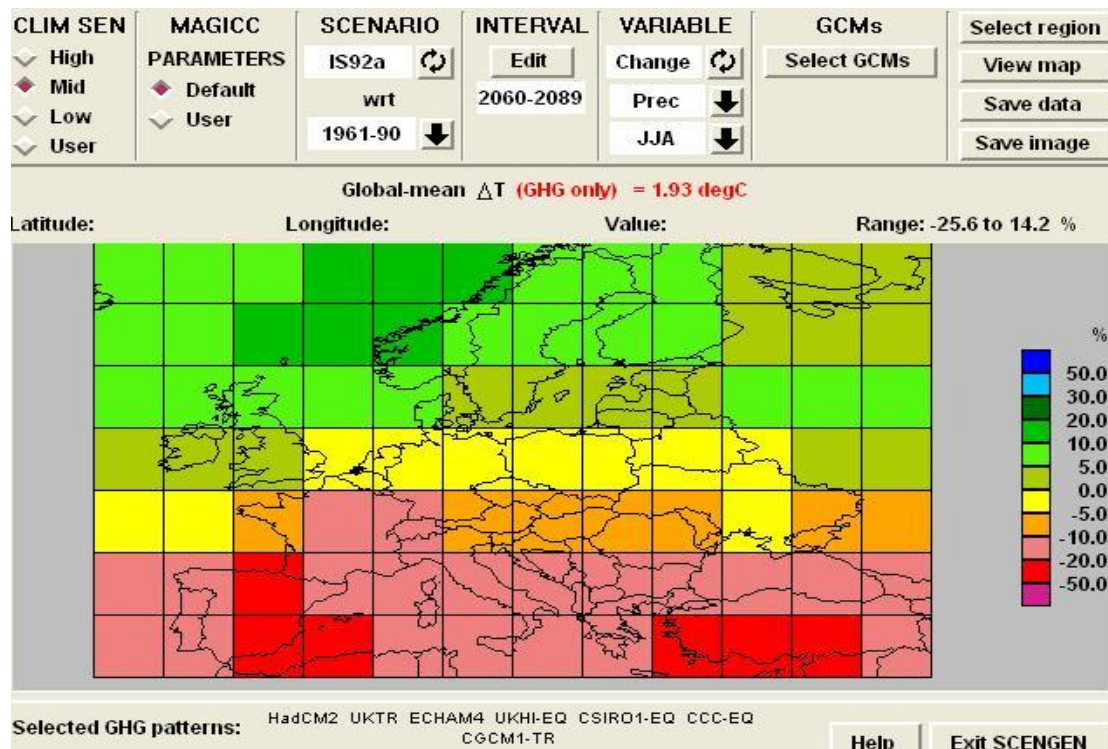 CLIM SEN MAGICC SCENARIO INTERVAL VARIABLE GCMs Select region
High PARAMETERS IS92a Edit Change Select GCMs View map
Mid Default wrt 2060-2089 Prec Save data
Low User 1961-90 JJA Save image
User
Global-mean △T (GHG only) = 1.93 degC
Latitude: Longitude: Value: Range: -25.6 to 14.2 %
%
50.0
30.0
20.0
10.0
5.0
0.0
-5.0
-10.0
-20.0
-50.0
Selected GHG patterns: HadCM2 UKTR ECHAM4 UKHI-EQ CSIRO1-EQ CCC-EQ
CGCM1-TR
Help Exit SCENGEN